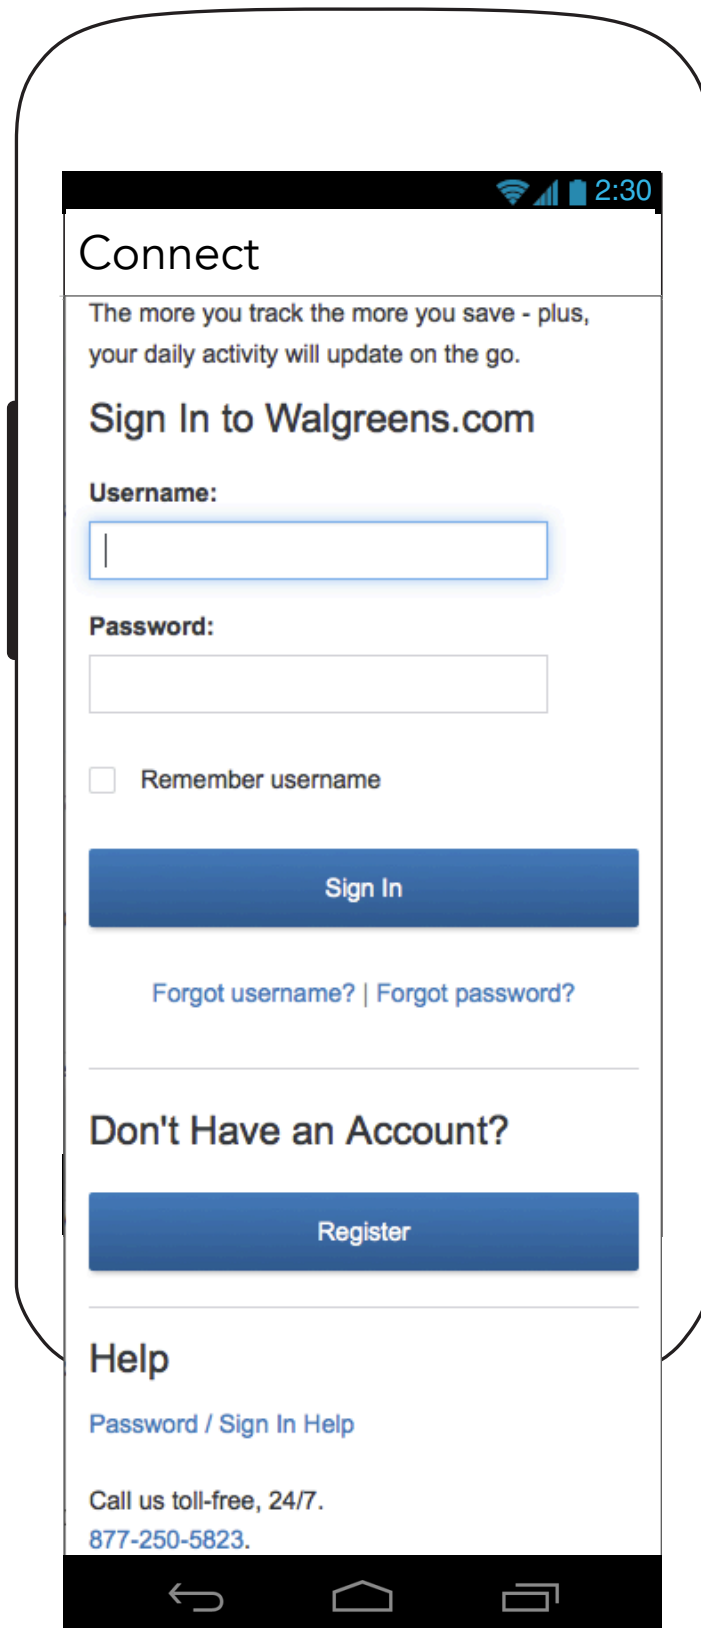 2:30
Connect
The more you track the more you save - plus,
your daily activity will update on the go.
Sign In to Walgreens.com
Username:
Password:
Remember username
Sign In
Forgot username? | Forgot password?
Don't Have an Account?
Register
Help
Password / Sign In Help
Call us toll-free, 24/7.
877-250-5823.